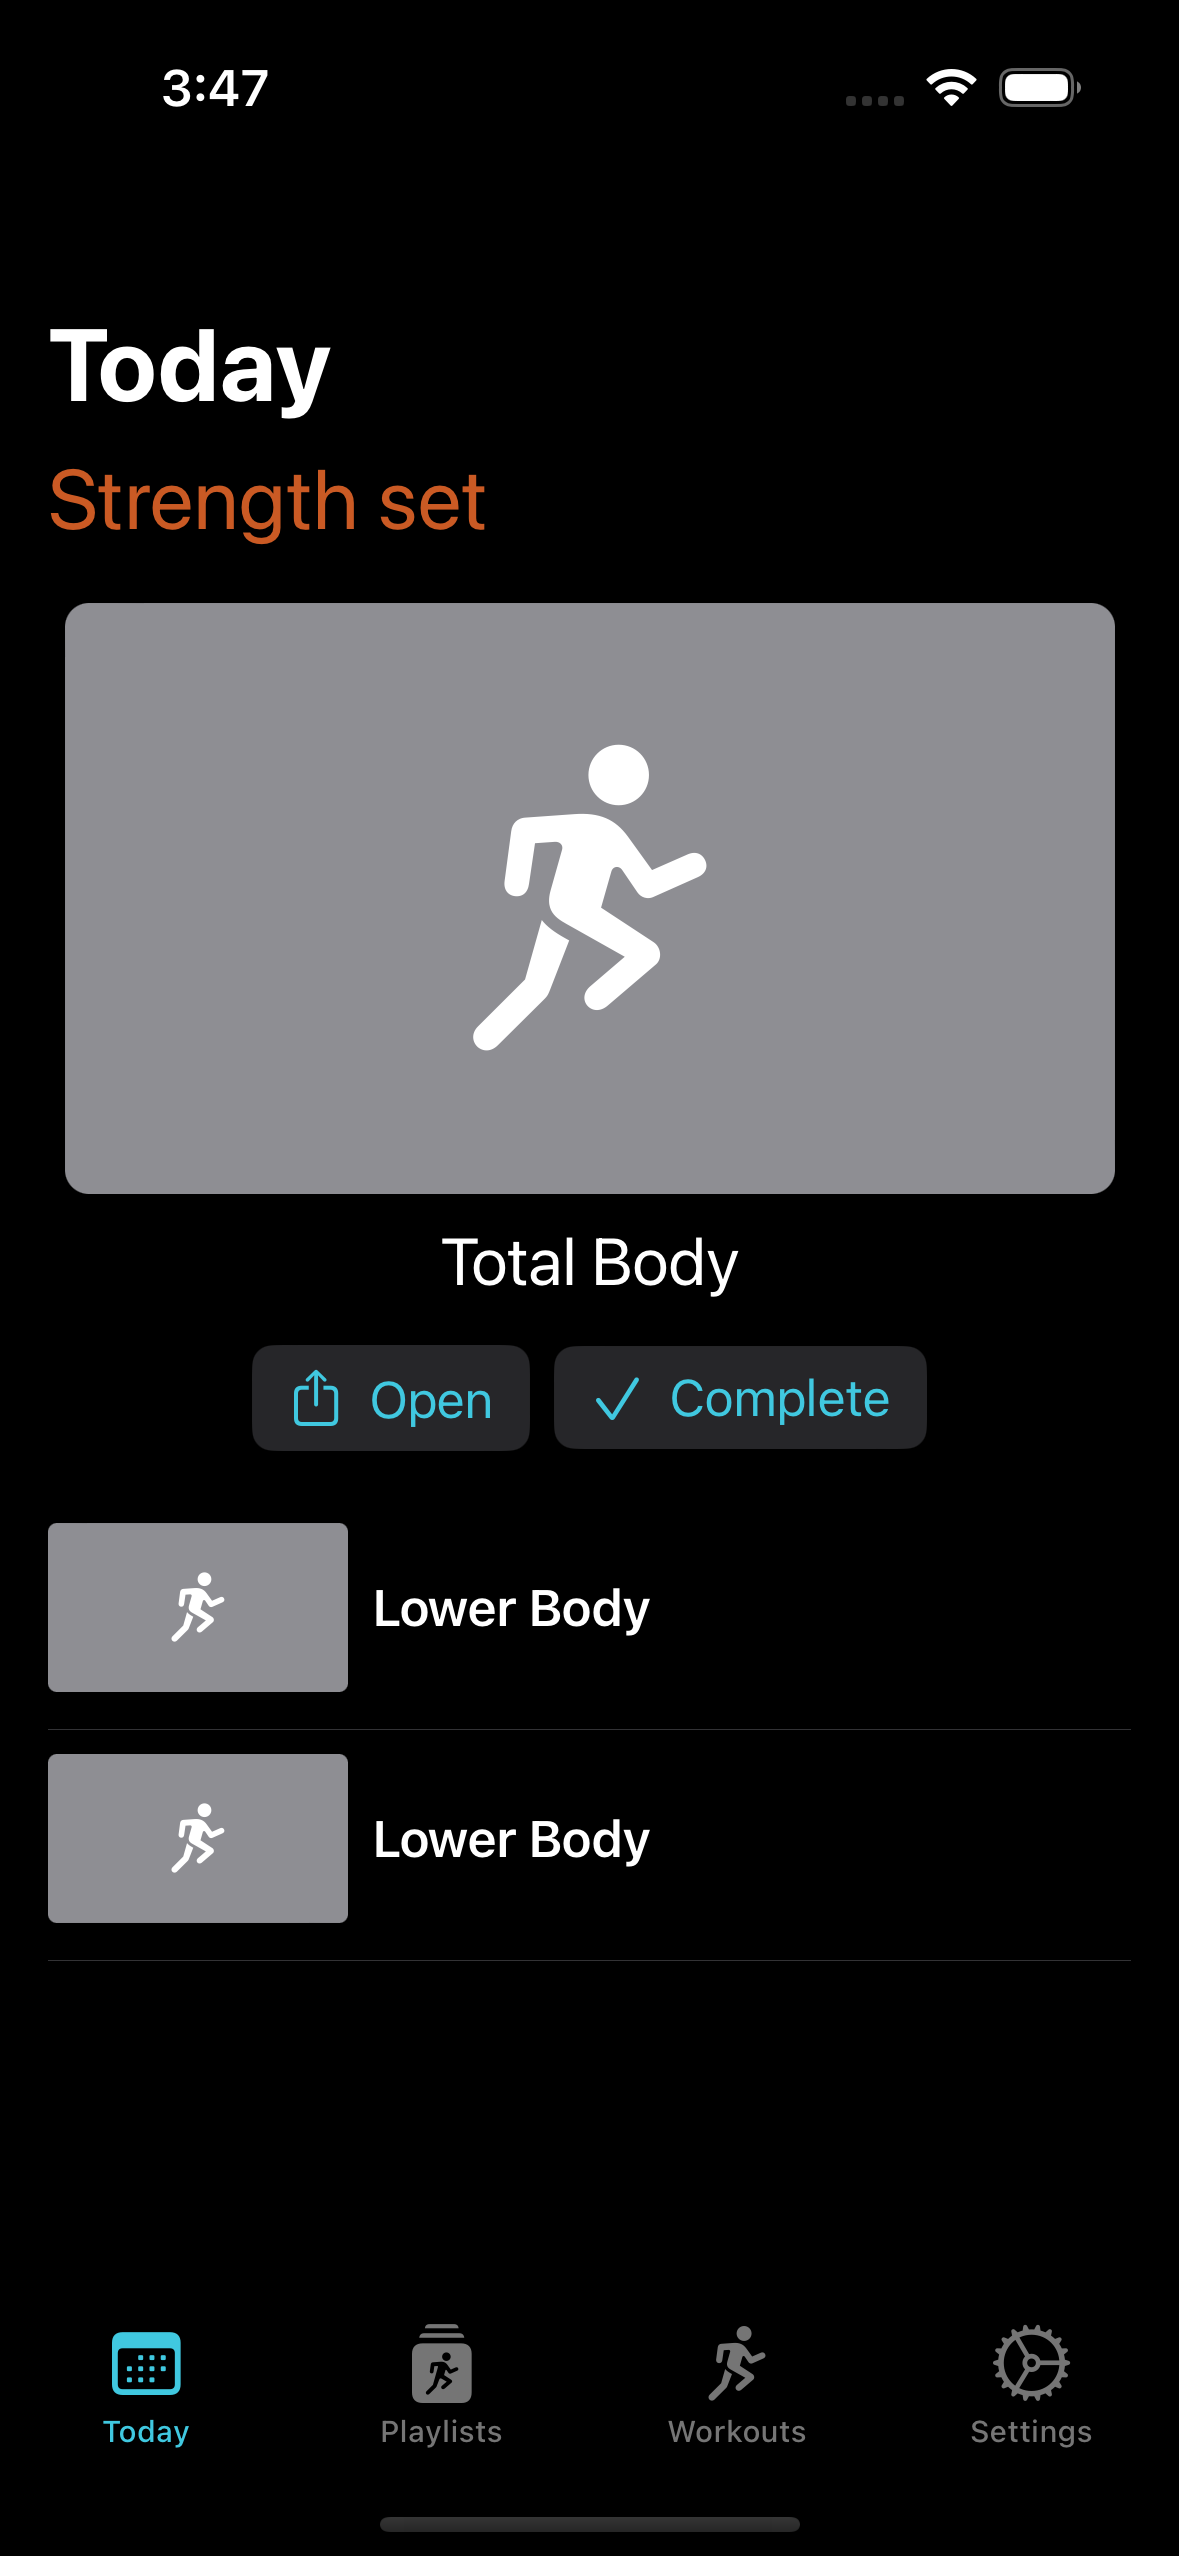 3:47
Today
Strength set
Total Body
Open
Complete
Lower Body
Lower Body
Today
Playlists
Workouts
Settings